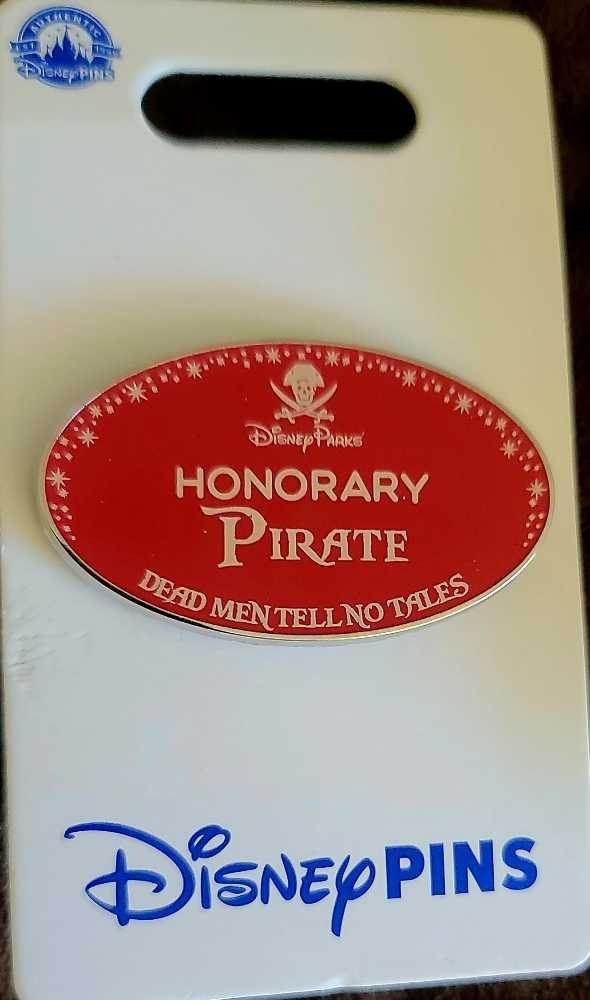 AUTHENTIC
DISNEY PINS
DISNEY PARKS
HONORARY
PIRATE
DEAD MEN TELL NO TALES
DISNEY PINS